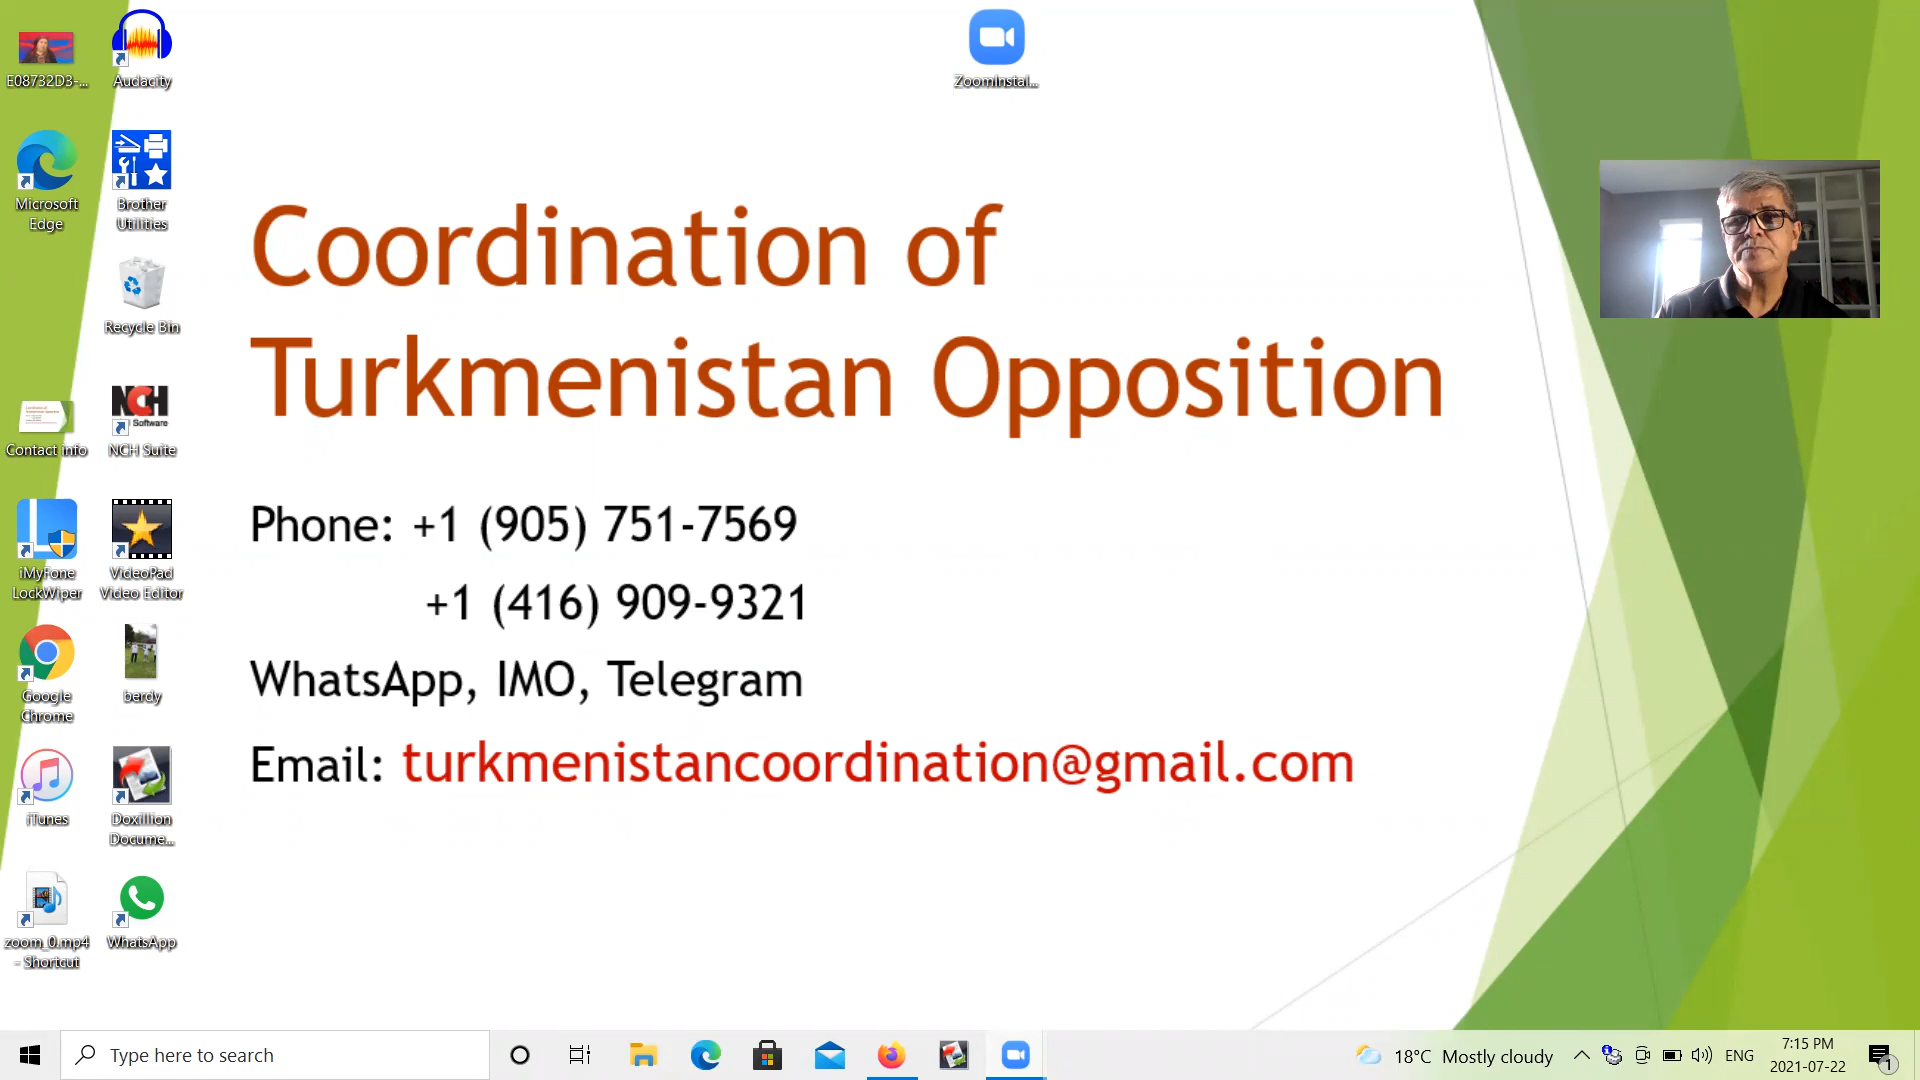 E08732D3-...
Audacity
ZoomInstal...
Microsoft
Edge
Brother
Utilities
Recycle Bin
Coordination of
Turkmenistan Opposition
Contact info
NCH
Software
NCH Suite
Phone: +1 (905) 751-7569
+1 (416) 909-9321
WhatsApp, IMO, Telegram
Email: turkmenistancoordination@gmail.com
iMyFone
LockWiper
VideoPad
Video Editor
Google
Chrome
berdy
iTunes
Doxillion
Docume...
zoom_0.mp4
- Shortcut
WhatsApp
Type here to search
18°C Mostly cloudy
ENG
7:15 PM
2021-07-22
1